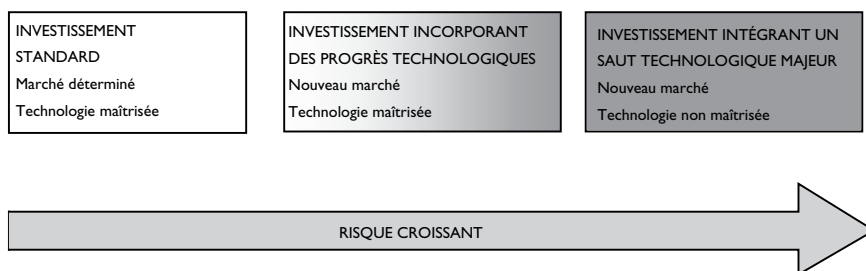 INVESTISSEMENT
STANDARD
Marché déterminé
Technologie maîtrisée
INVESTISSEMENT INCORPORANT
DES PROGRÈS TECHNOLOGIQUES
Nouveau marché
Technologie maîtrisée
INVESTISSEMENT INTÉGRANT UN
SAUT TECHNOLOGIQUE MAJEUR
Nouveau marché
Technologie non maîtrisée
RISQUE CROISSANT